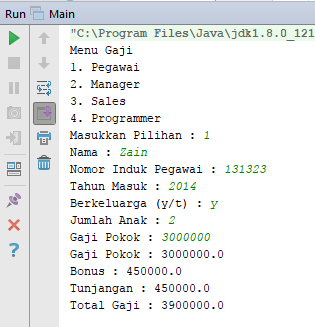 Run Main
"C:\Program Files\Java\jdk1.8.0_121
Menu Gaji
1. Pegawai
2. Manager
3. Sales
4. Programmer
Masukkan Pilihan : 1
Nama : Zain
Nomor Induk Pegawai : 131323
Tahun Masuk : 2014
Berkeluarga (y/t) : y
Jumlah Anak : 2
Gaji Pokok : 3000000
Gaji Pokok : 3000000.0
Bonus : 450000.0
Tunjangan : 450000.0
Total Gaji : 3900000.0